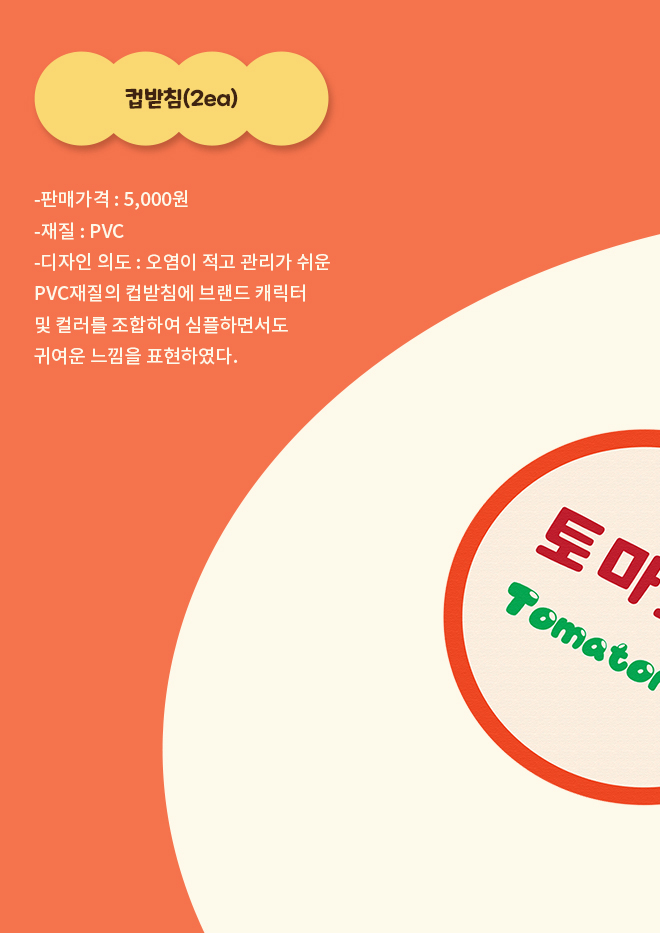 컵받침(2ea)
-판매가격 : 5,000원
-재질 : PVC
-디자인 의도 : 오염이 적고 관리가 쉬운
PVC재질의 컵받침에 브랜드 캐릭터
및 컬러를 조합하여 심플하면서도
귀여운 느낌을 표현하였다.
토마
Tomato